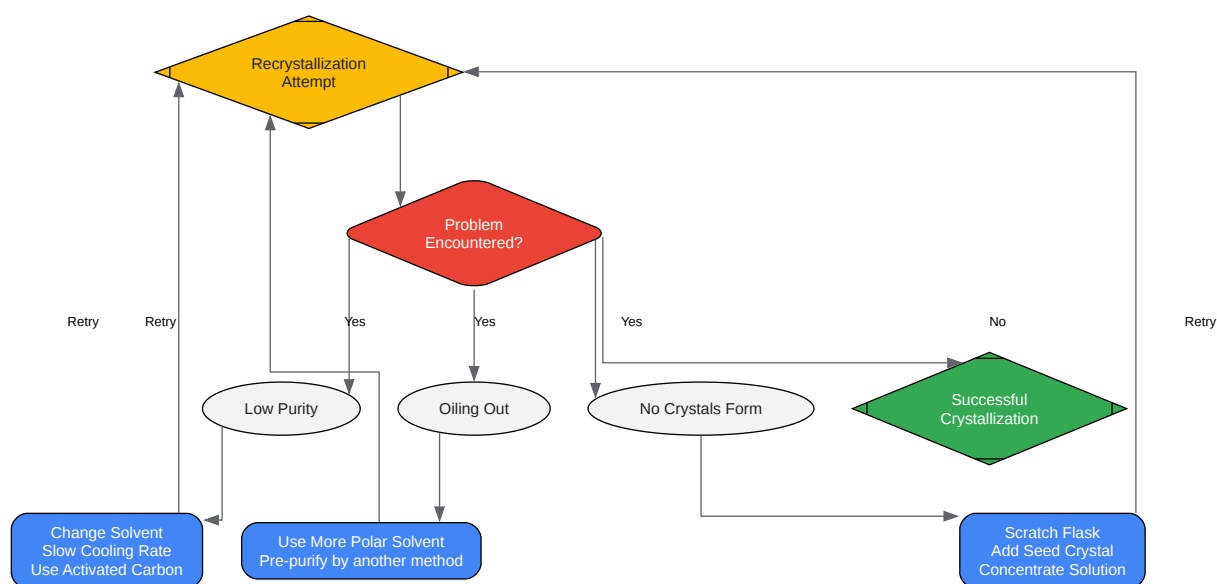 Recrystallization
Attempt
Problem
Encountered?
Retry
Retry
Yes
Yes
Yes
No
Retry
Low Purity
Oiling Out
No Crystals Form
Successful
Crystallization
Change Solvent
Slow Cooling Rate
Use Activated Carbon
Use More Polar Solvent
Pre-purify by another method
Scratch Flask
Add Seed Crystal
Concentrate Solution